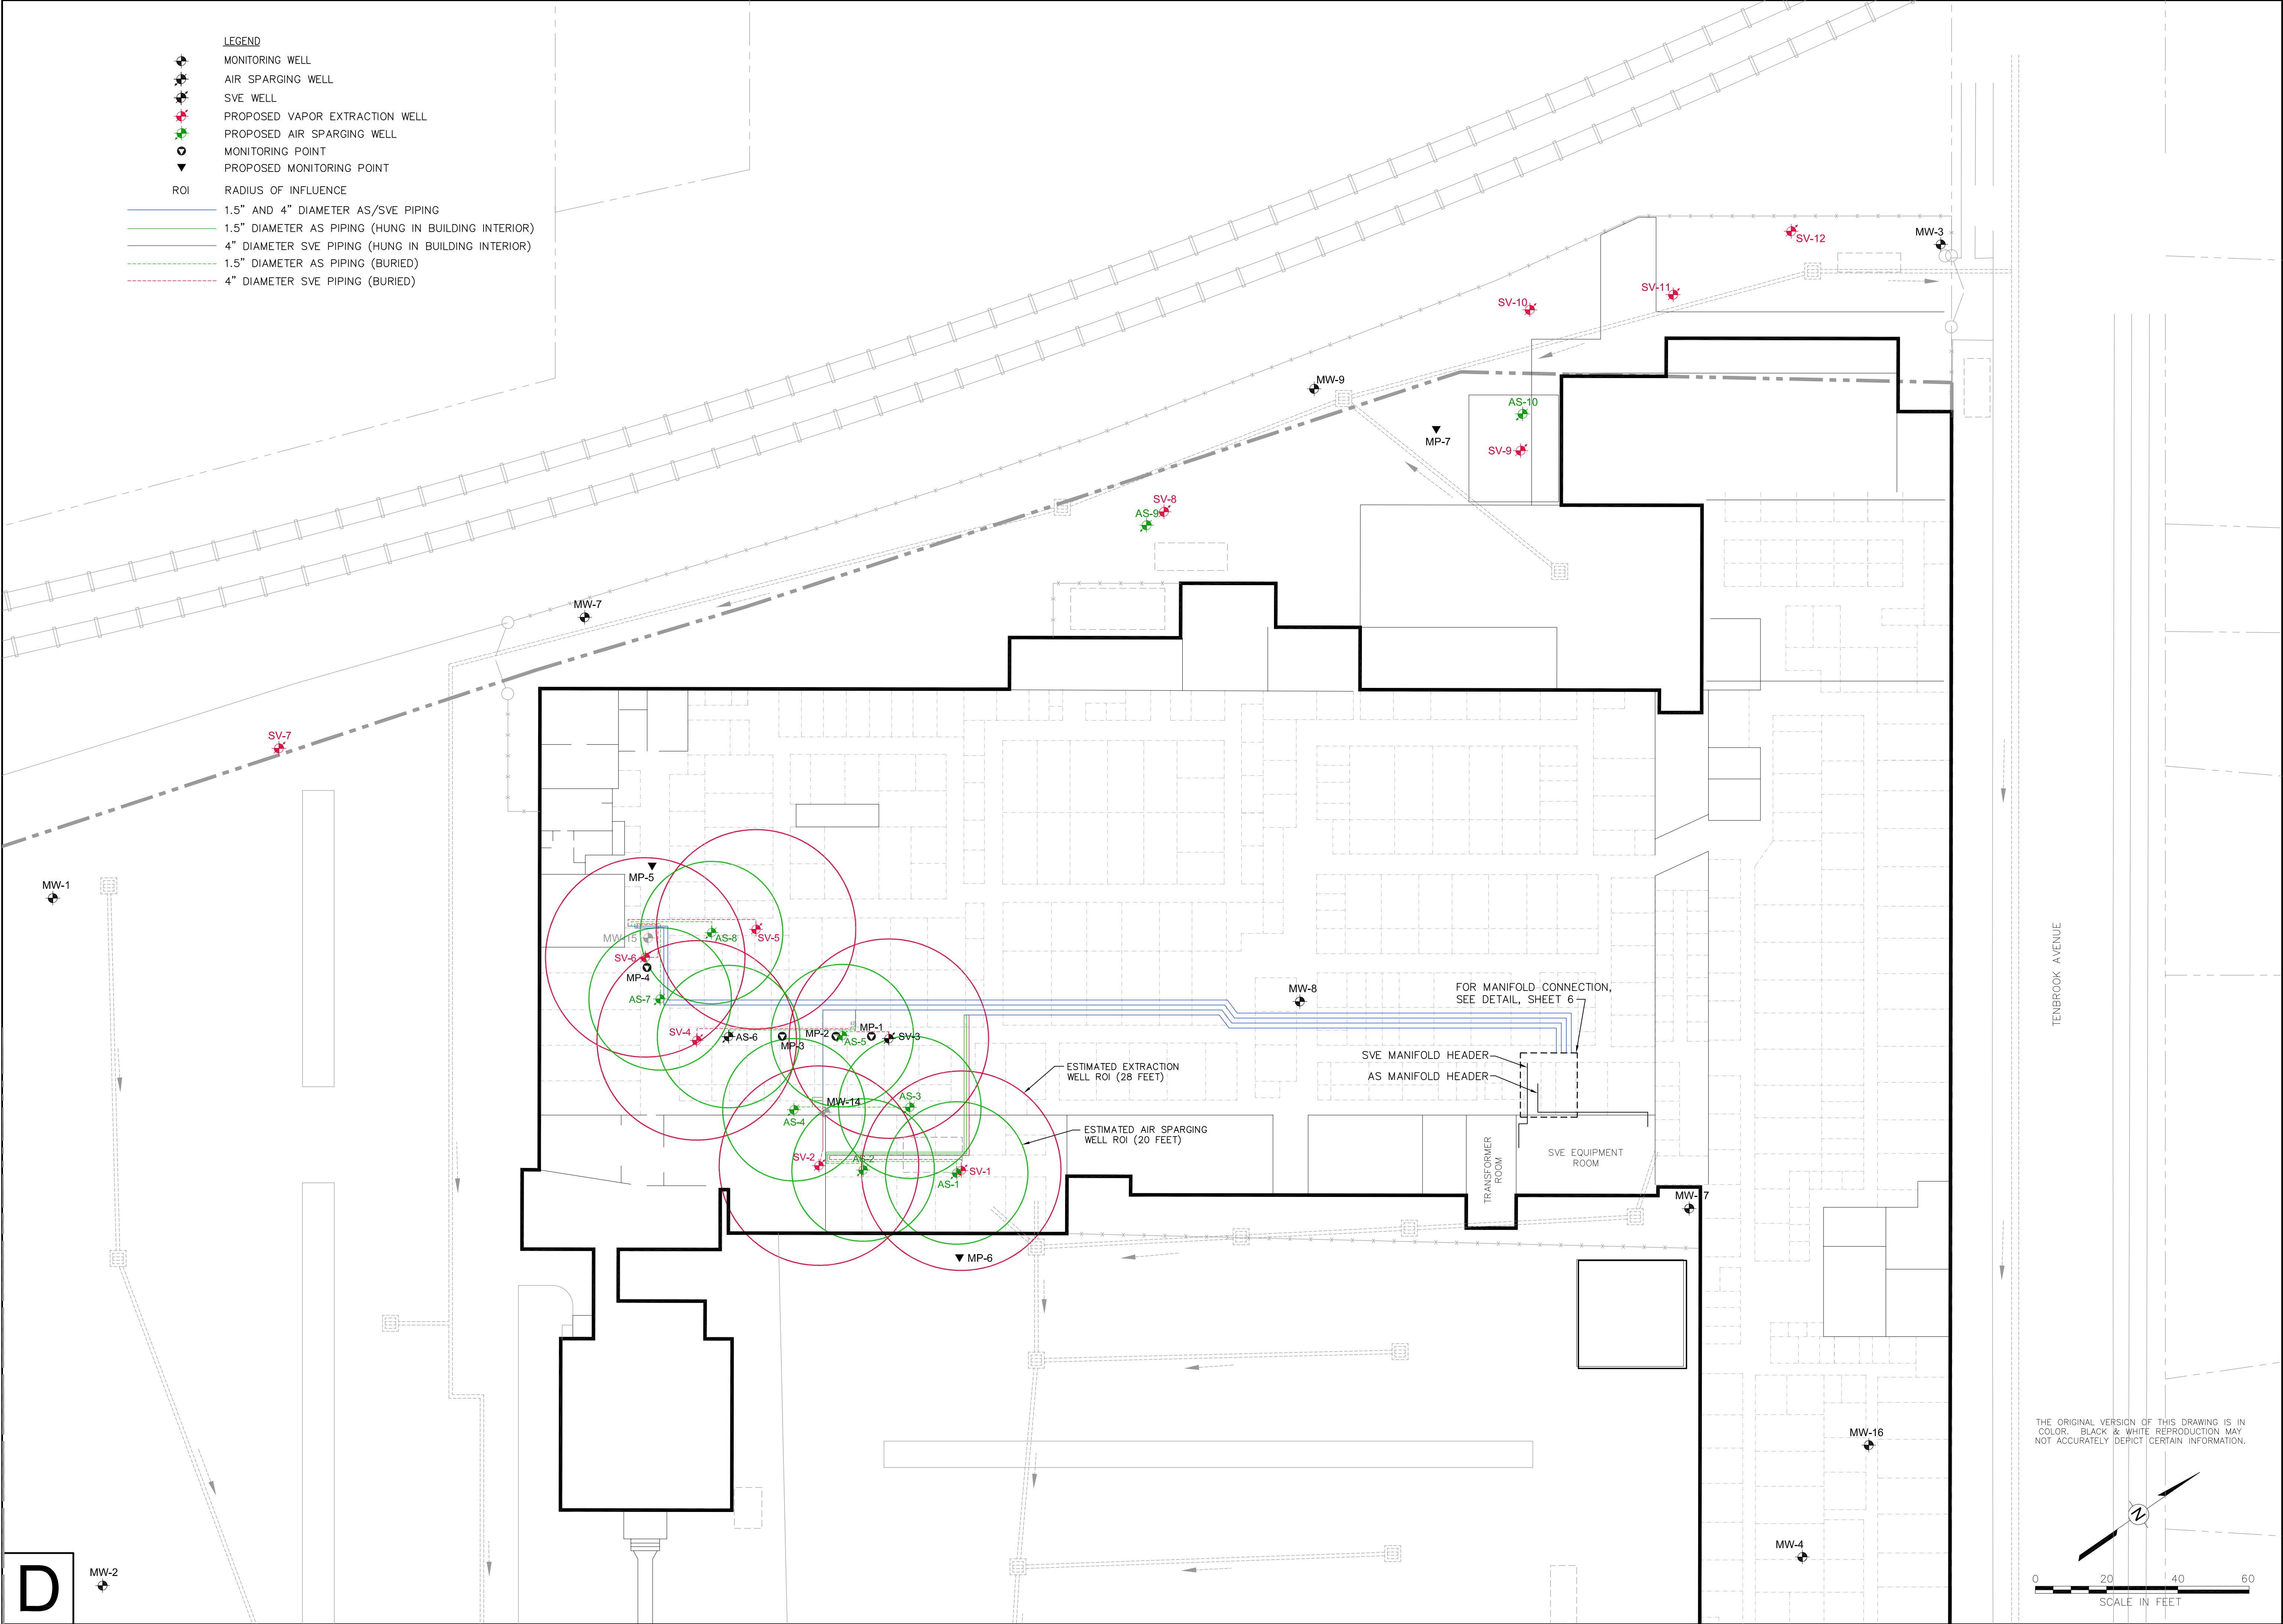 LEGEND
MONITORING WELL
AIR SPARGING WELL
SVE WELL
PROPOSED VAPOR EXTRACTION WELL
PROPOSED AIR SPARGING WELL
MONITORING POINT
PROPOSED MONITORING POINT
ROI RADIUS OF INFLUENCE
1.5" AND 4" DIAMETER AS/SVE PIPING
1.5" DIAMETER AS PIPING (HUNG IN BUILDING INTERIOR)
4" DIAMETER SVE PIPING (HUNG IN BUILDING INTERIOR)
1.5" DIAMETER AS PIPING (BURIED)
4" DIAMETER SVE PIPING (BURIED)
SV-12
MW-3
SV-11
SV-10
MW-9
AS-10
MP-7
SV-9
SV-8
AS-9
MW-7
SV-7
MW-1
MP-5
MW-15
AS-8
SV-5
SV-6
MP-4
AS-7
SV-4
AS-6
MP-3
MP-2
AS-5
MP-1
SV-3
MW-8
FOR MANIFOLD CONNECTION,
SEE DETAIL, SHEET 6
SVE MANIFOLD HEADER
AS MANIFOLD HEADER
ESTIMATED EXTRACTION
WELL ROI (28 FEET)
MW-14
AS-3
AS-4
ESTIMATED AIR SPARGING
WELL ROI (20 FEET)
SV-2
AS-2
SV-1
AS-1
TRANSFORMER
ROOM
SVE EQUIPMENT
ROOM
MW-17
MP-6
TENBROOK AVENUE
MW-16
MW-4
MW-2
D
THE ORIGINAL VERSION OF THIS DRAWING IS IN
COLOR. BLACK & WHITE REPRODUCTION MAY
NOT ACCURATELY DEPICT CERTAIN INFORMATION.
N
0 20 40 60
SCALE IN FEET